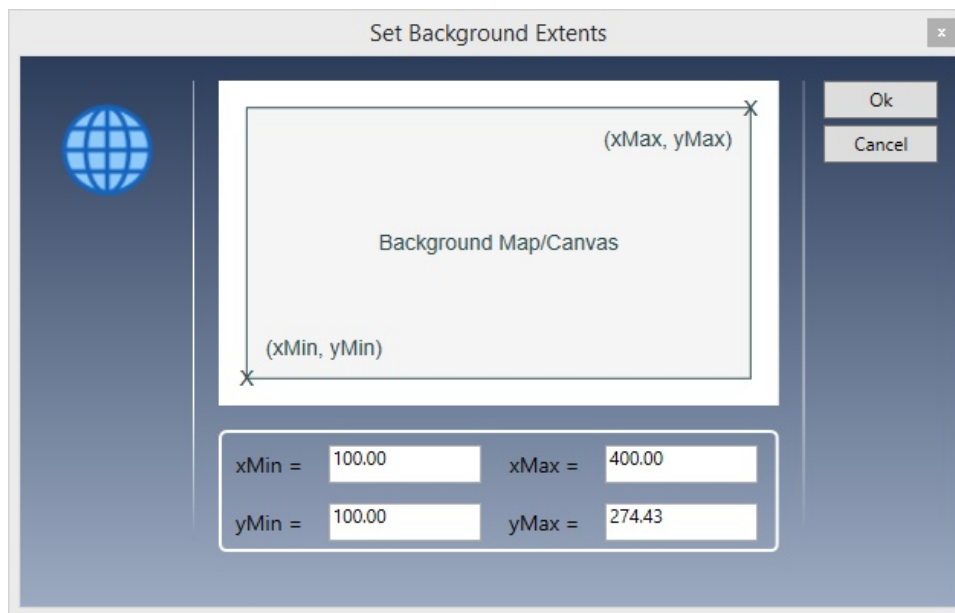 Set Background Extents
x
Ok
Cancel
X
(xMax, yMax)
Background Map/Canvas
(xMin, yMin)
X
xMin = 100.00 xMax = 400.00
yMin = 100.00 yMax = 274.43